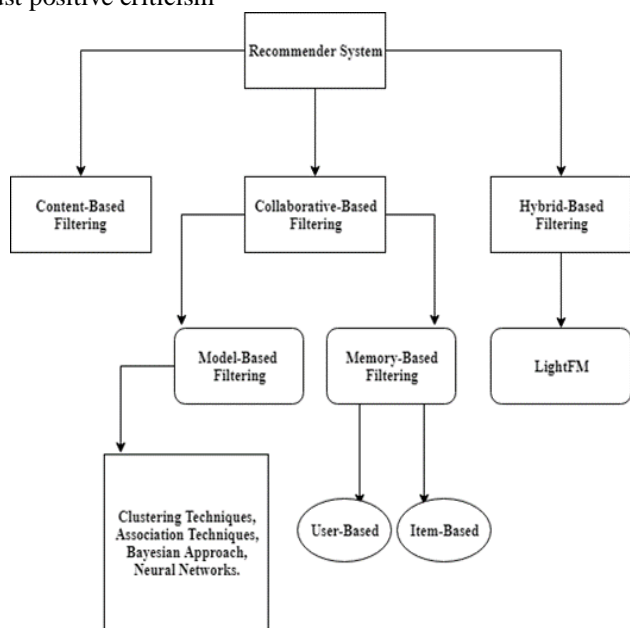 positive criticism
Recommender System
Content-Based
Filtering
Collaborative-Based
Filtering
Hybrid-Based
Filtering
Model-Based
Filtering
Memory-Based
Filtering
LightFM
Clustering Techniques,
Association Techniques,
Bayesian Approach,
Neural Networks.
User-Based
Item-Based